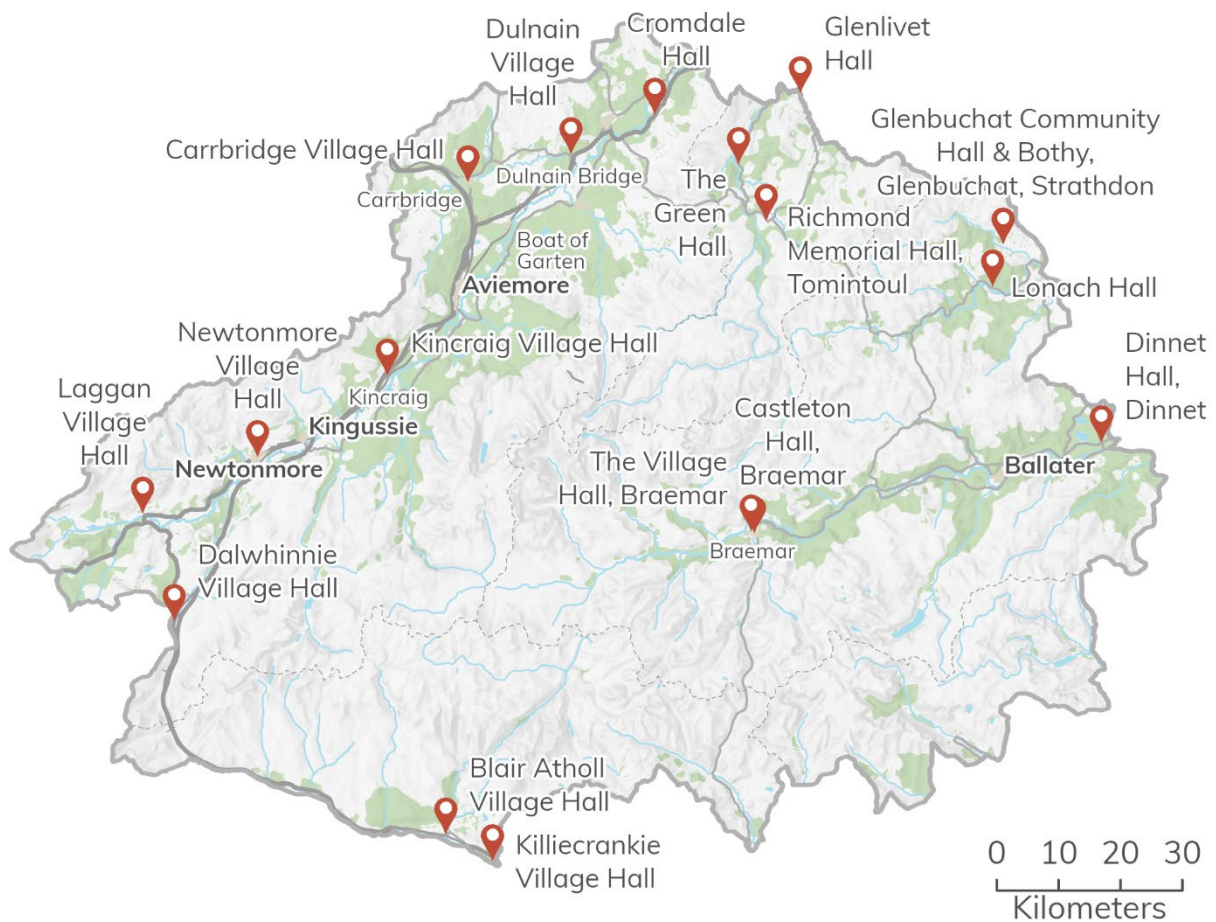 Dulnain
Village
Hall
Cromdale
Hall
Glenlivet
Hall
Carrbridge Village Hall
Carrbridge
Dulnain Bridge
Glenbuchat Community
Hall & Bothy,
Glenbuchat, Strathdon
The
Green
Hall
Richmond
Memorial Hall,
Tomintoul
Lonach Hall
Boat of
Garten
Aviemore
Newtonmore
Village
Hall
Kincraig Village Hall
Kincraig
Kingussie
Laggan
Village
Hall
Newtonmore
Dinnet
Hall,
Dinnet
Castleton
Hall,
Braemar
The Village
Hall, Braemar
Ballater
Braemar
Dalwhinnie
Village Hall
Blair Atholl
Village Hall
Killiecrankie
Village Hall
0 10 20 30
Kilometers